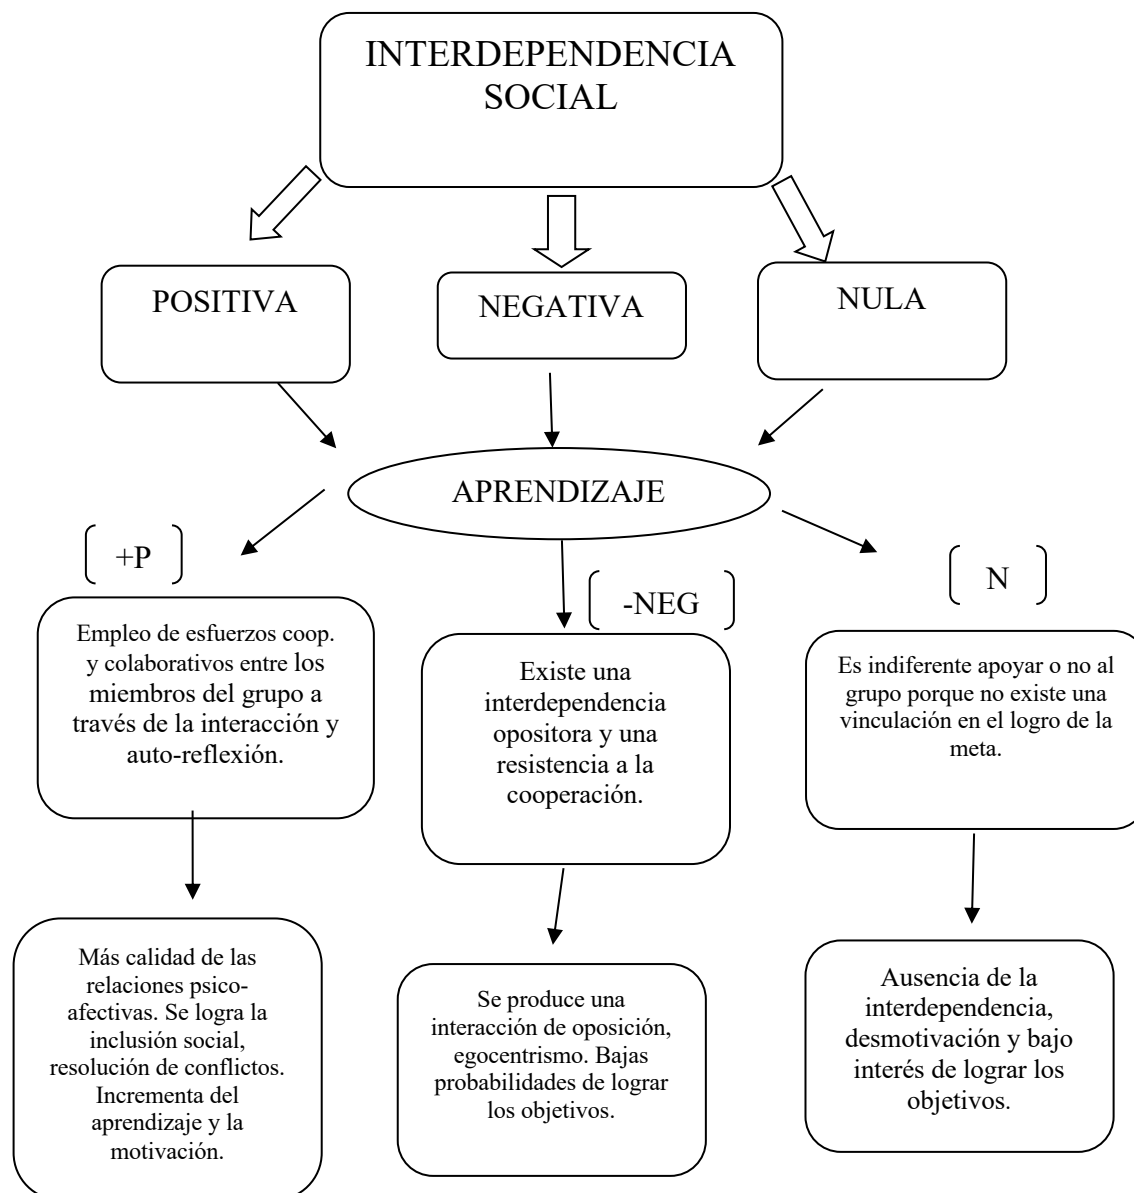 INTERDEPENDENCIA
SOCIAL
POSITIVA
NEGATIVA
NULA
APRENDIZAJE
+P
-NEG
N
Empleo de esfuerzos coop.
y colaborativos entre los
miembros del grupo a
través de la interacción y
auto-reflexión.
Existe una
interdependencia
opositora y una
resistencia a la
cooperación.
Es indiferente apoyar o no al
grupo porque no existe una
vinculación en el logro de la
meta.
Más calidad de las
relaciones psico-
afectivas. Se logra la
inclusión social,
resolución de conflictos.
Incrementa del
aprendizaje y la
motivación.
Se produce una
interacción de oposición,
egocentrismo. Bajas
probabilidades de lograr
los objetivos.
Ausencia de la
interdependencia,
desmotivación y bajo
interés de lograr los
objetivos.